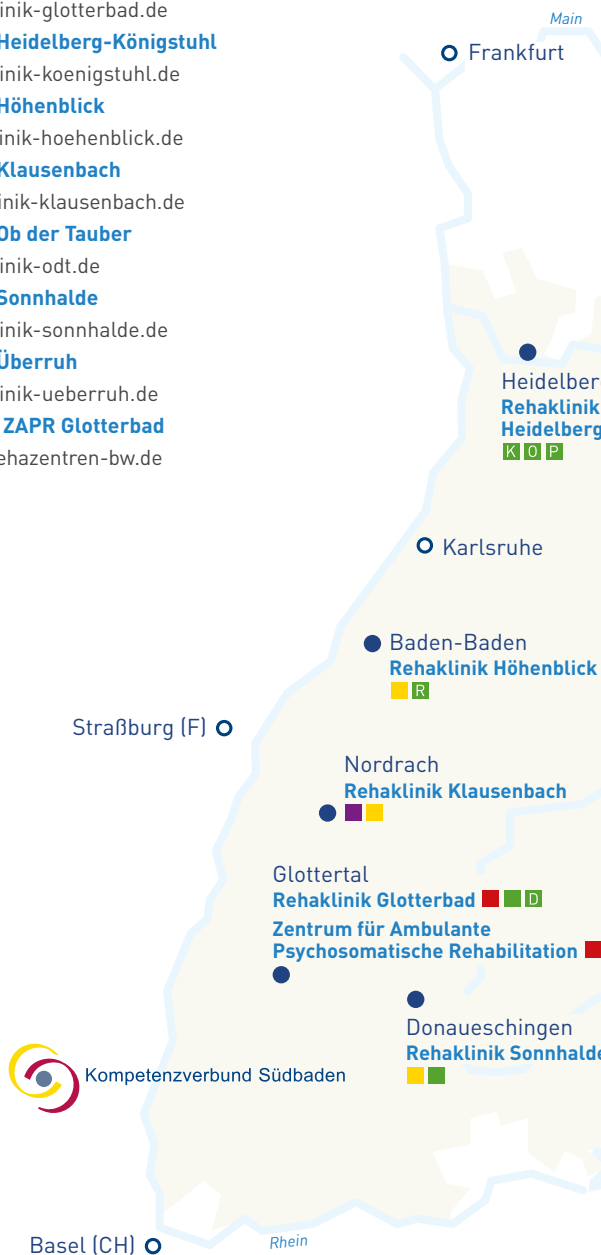 inik-glotterbad.de
Heidelberg-Königstuhl
inik-koenigstuhl.de
Höhenblick
inik-hoehenblick.de
Klausenbach
inik-klausenbach.de
Ob der Tauber
inik-odt.de
Sonnhalde
inik-sonnhalde.de
Überruh
inik-ueberruh.de
ZAPR Glotterbad
ehazentren-bw.de
Main
Frankfurt
Heidelber
Rehaklinik
Heidelberg
K O P
Karlsruhe
Baden-Baden
Rehaklinik Höhenblick
R
Straßburg (F)
Nordrach
Rehaklinik Klausenbach
Glottertal
Rehaklinik Glotterbad D
Zentrum für Ambulante
Psychosomatische Rehabilitation
Donaueschingen
Rehaklinik Sonnhalde
Kompetenzverbund Südbaden
Basel (CH)
Rhein